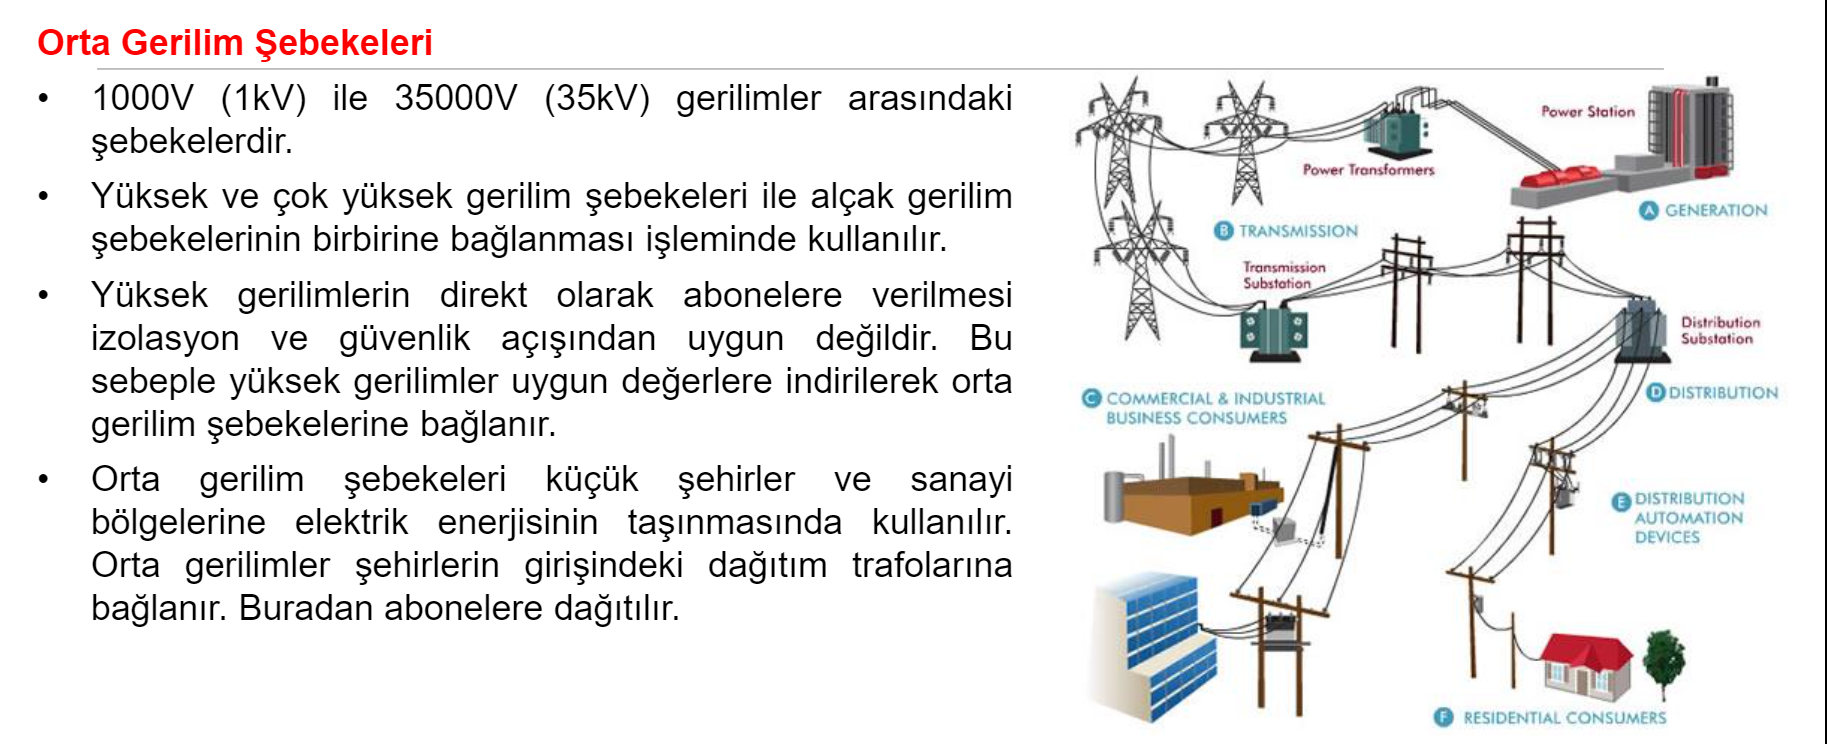 Orta Gerilim Şebekeleri
• 1000V (1kV) ile 35000V (35kV) gerilimler arasındaki
şebekelerdir.
• Yüksek ve çok yüksek gerilim şebekeleri ile alçak gerilim
şebekelerinin birbirine bağlanması işleminde kullanılır.
• Yüksek gerilimlerin direkt olarak abonelere verilmesi
izolasyon ve güvenlik açışından uygun değildir. Bu
sebeple yüksek gerilimler uygun değerlere indirilerek orta
gerilim şebekelerine bağlanır.
• Orta gerilim şebekeleri küçük şehirler ve sanayi
bölgelerine elektrik enerjisinin taşınmasında kullanılır.
Orta gerilimler şehirlerin girişindeki dağıtım trafolarına
bağlanır. Buradan abonelere dağıtılır.
Power Station
Power Transformers
A GENERATION
B TRANSMISSION
Transmission
Substation
Distribution
Substation
C COMMERCIAL & INDUSTRIAL
BUSINESS CONSUMERS
D DISTRIBUTION
E DISTRIBUTION
AUTOMATION
DEVICES
F RESIDENTIAL CONSUMERS